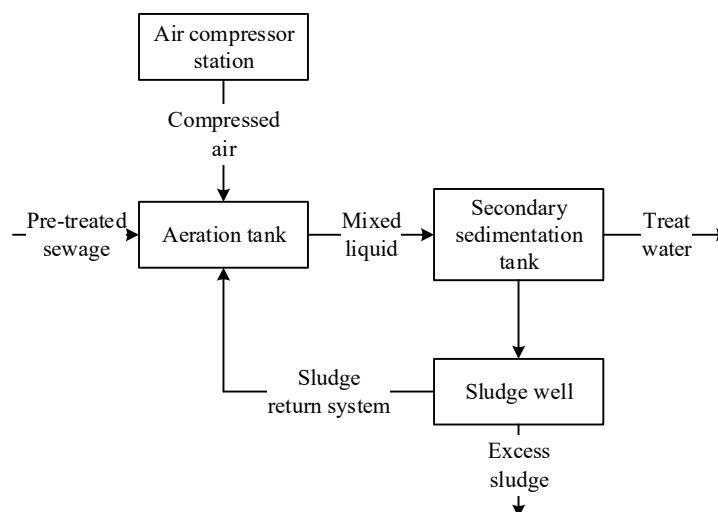 Air compressor
station
Compressed
air
Pre-treated
sewage
Aeration tank
Mixed
liquid
Secondary
sedimentation
tank
Treat
water
Sludge
return system
Sludge well
Excess
sludge